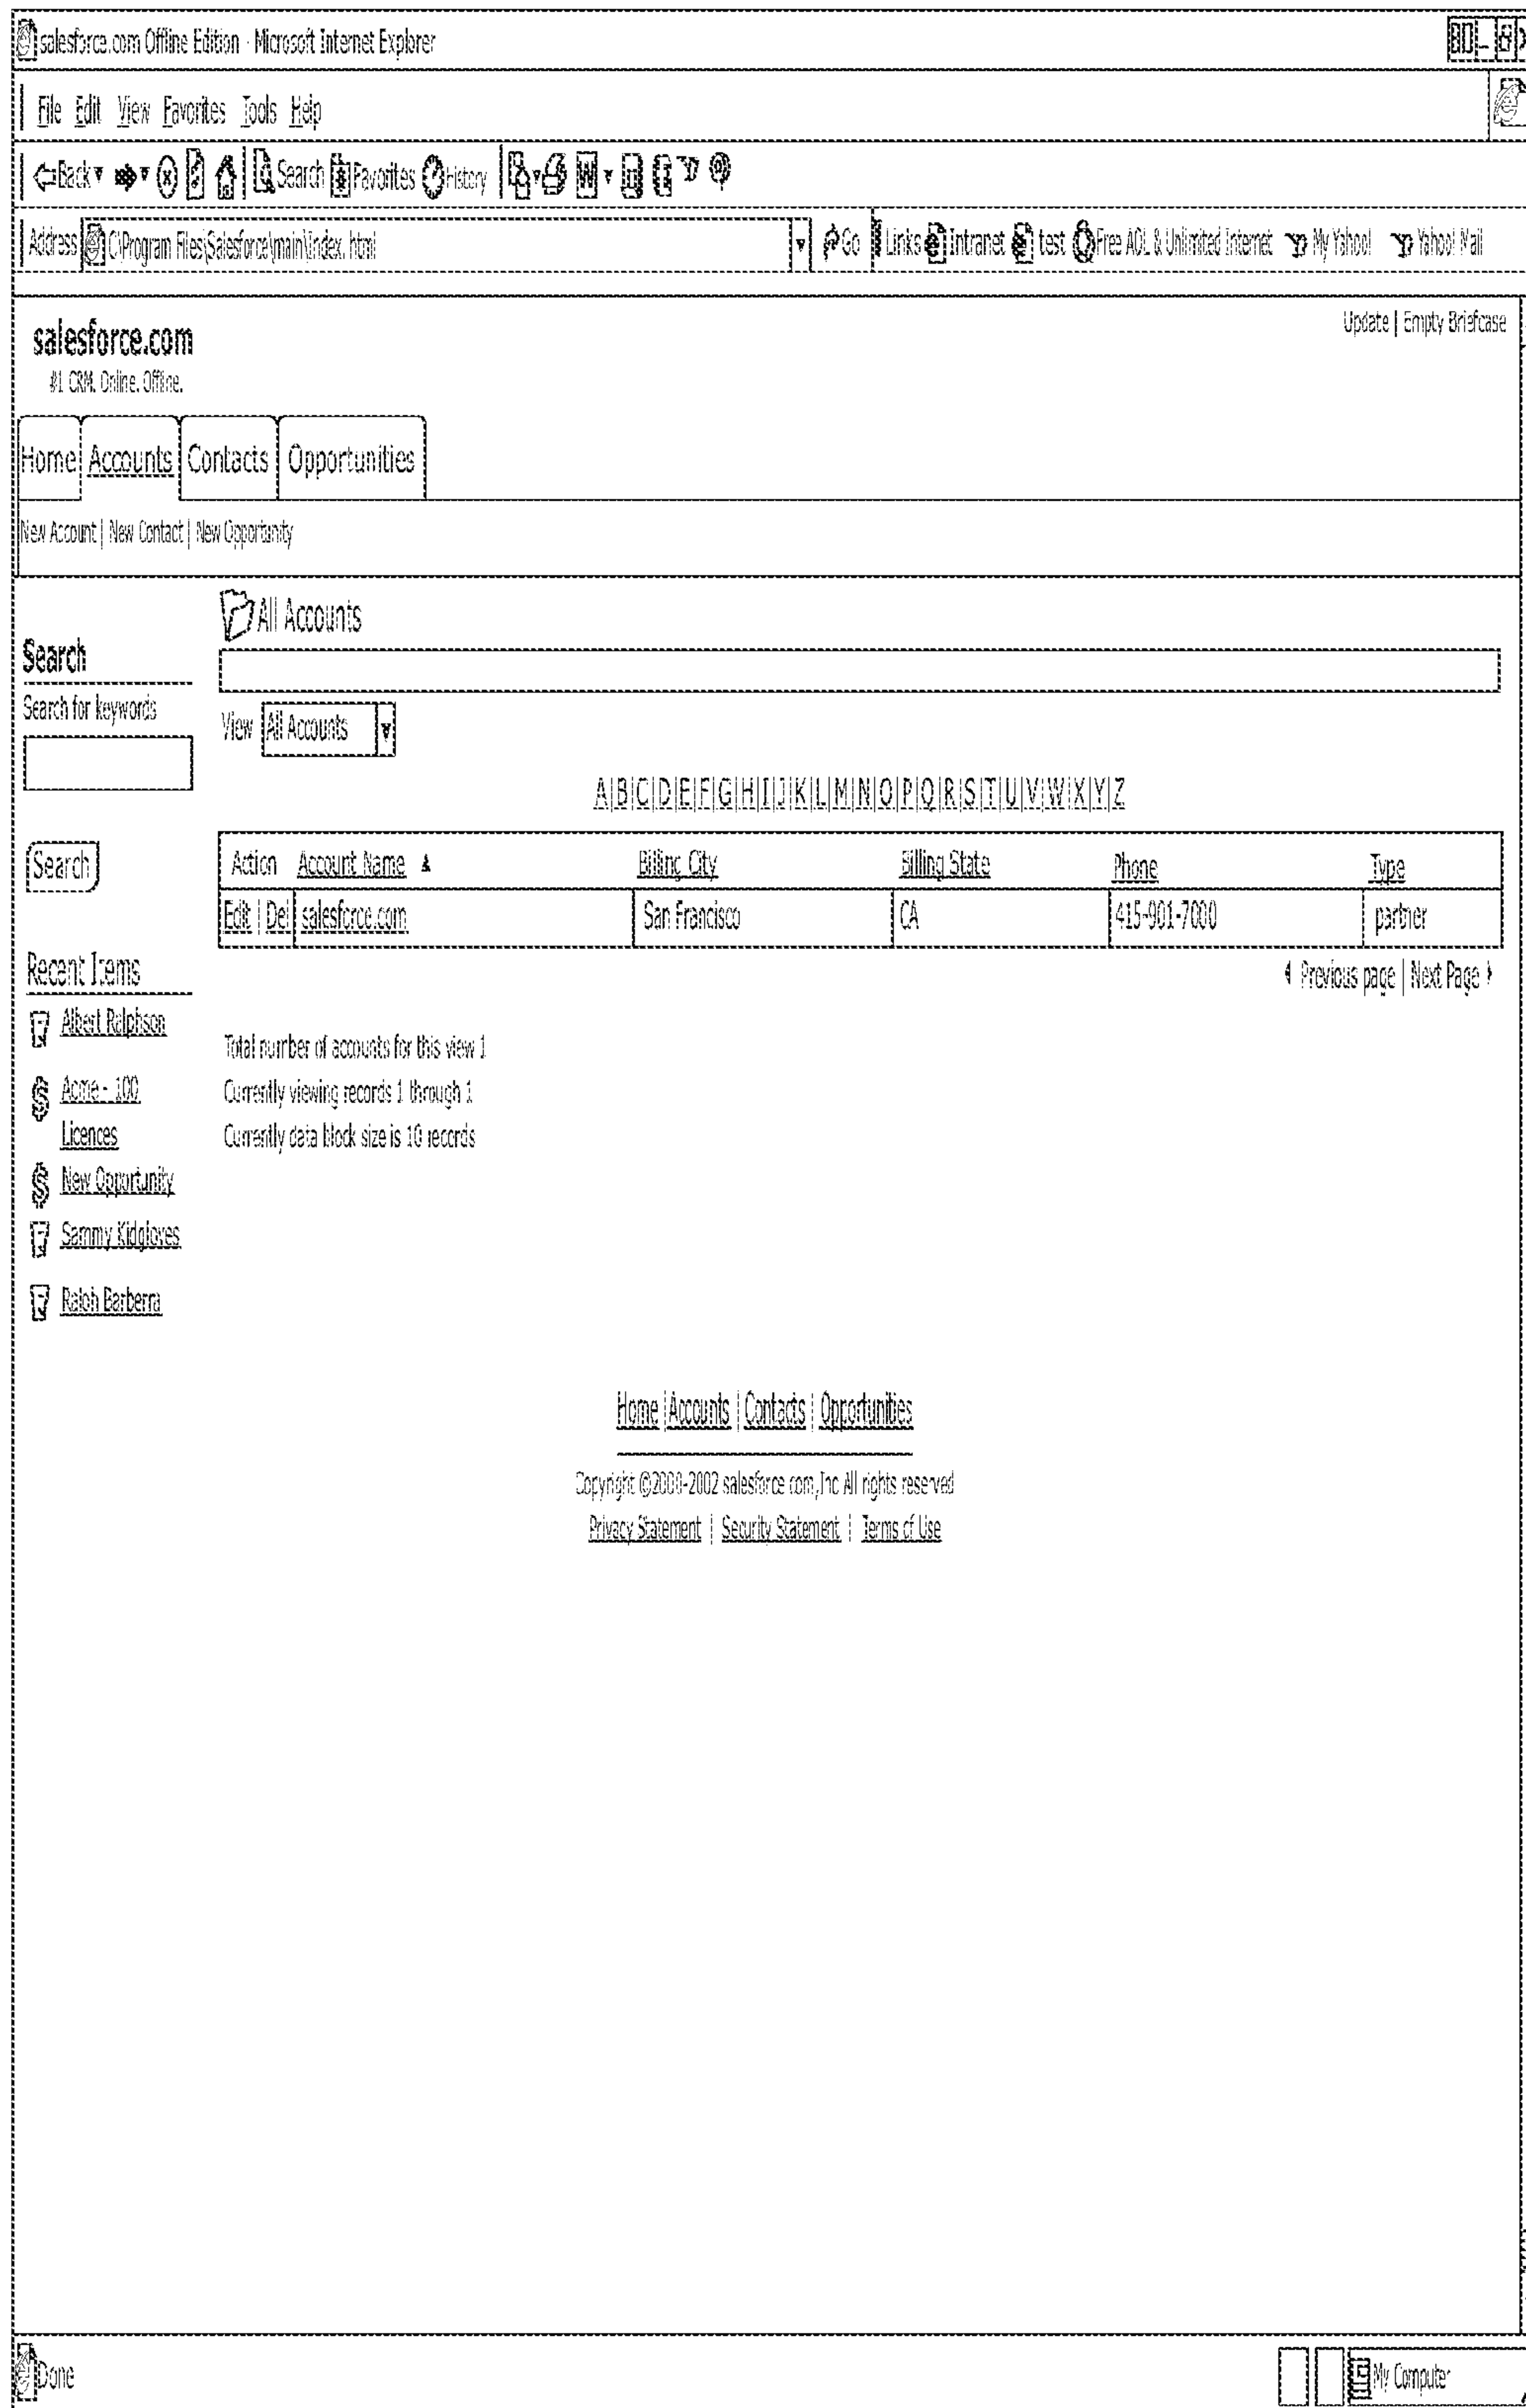 salesforce.com Offline Edition - Microsoft Internet Explorer
File Edit View Favorites Tools Help
Back Search Favorites History W
Address C:\Program Files\Salesforce\main\index. html Go Links Intranet test Free AOL & Unlimited Internet My Yahoo! Yahoo! Mail
Update | Empty Briefcase
salesforce.com
#1 CRM. Online. Offline.
Home Accounts Contacts Opportunities
New Account | New Contact | New Opportunity
All Accounts
Search
Search for keywords
View All Accounts
A|B|C|D|E|F|G|H|I|J|K|L|M|N|O|P|Q|R|S|T|U|V|W|X|Y|Z
Search
Action Account Name Billing City Billing State Phone Type
Edit | Del salesforce.com San Francisco CA 415-901-7000 partner
Previous page | Next Page
Recent Items
Albert Ralphson
Acme - 100
Licences
New Opportunity
Sammy Kidgloves
Ralph Barberra
Total number of accounts for this view 1
Currently viewing records 1 through 1
Currently data block size is 10 records
Home | Accounts | Contacts | Opportunities
Copyright ©2000-2002 salesforce com,Inc All rights reserved
Privacy Statement | Security Statement | Terms of Use
Done My Computer